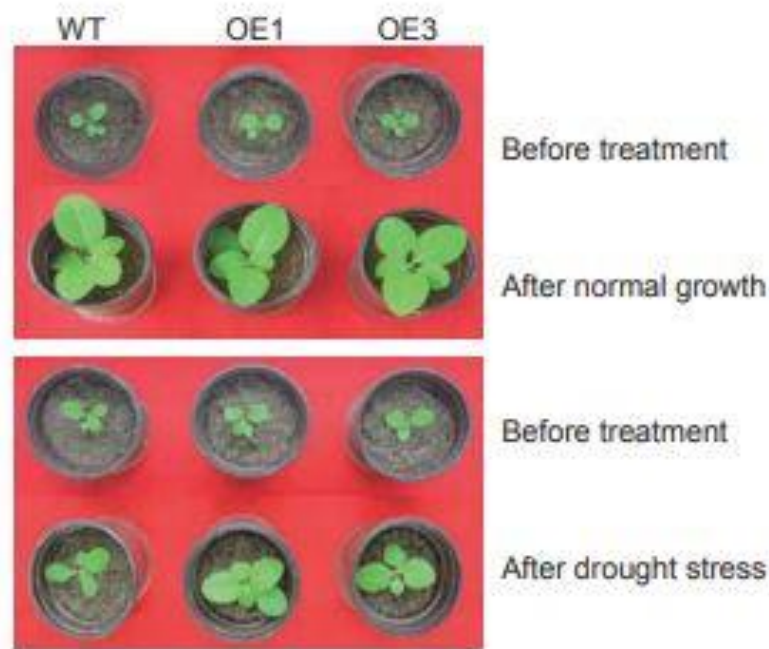 WT OE1 OE3
Before treatment
After normal growth
Before treatment
After drought stress